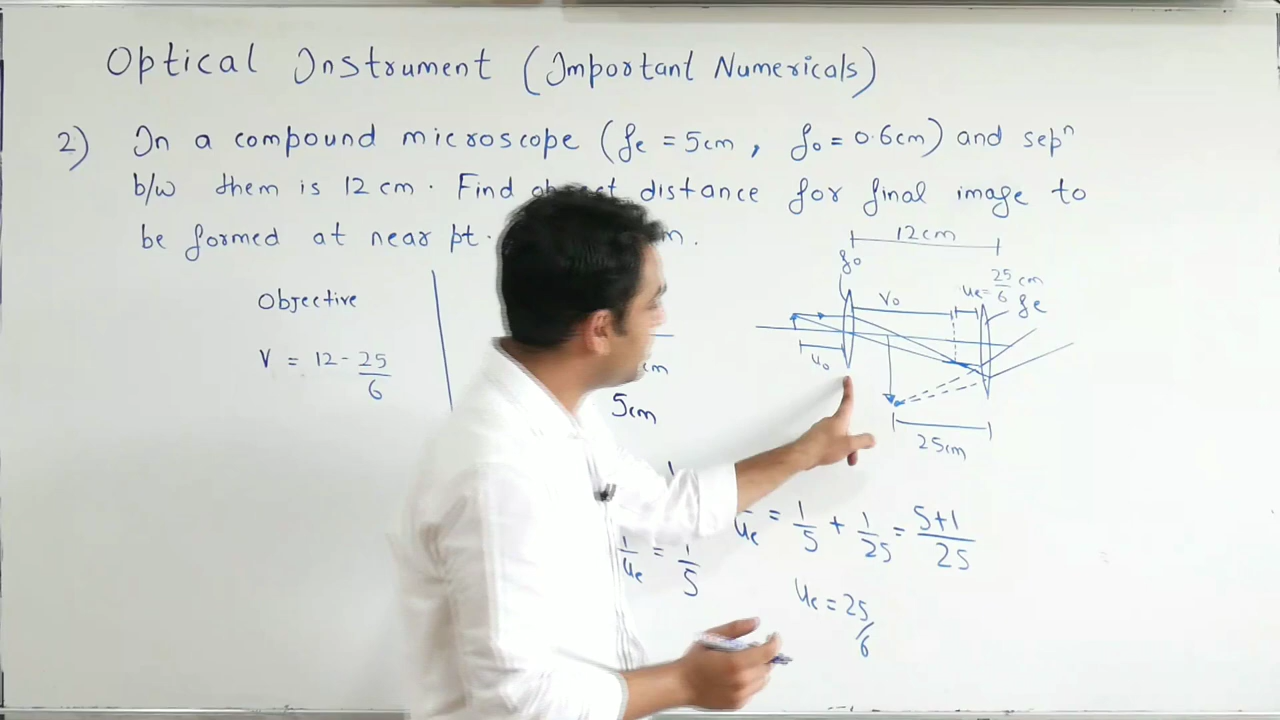 Optical Instrument (Important Numericals)
2) In a compound microscope (fe = 5cm, fo = 0.6cm) and sepⁿ
b/w them is 12 cm. Find distance for final image to
be formed at near pt. m.
12cm
fo
Vo
ue = 25/6 cm
fe
uo
25cm
Objective
V = 12 - 25/6
cm
5cm
1/ue = 1/5
= 1/5 + 1/25 = 5+1/25
ue = 25/6